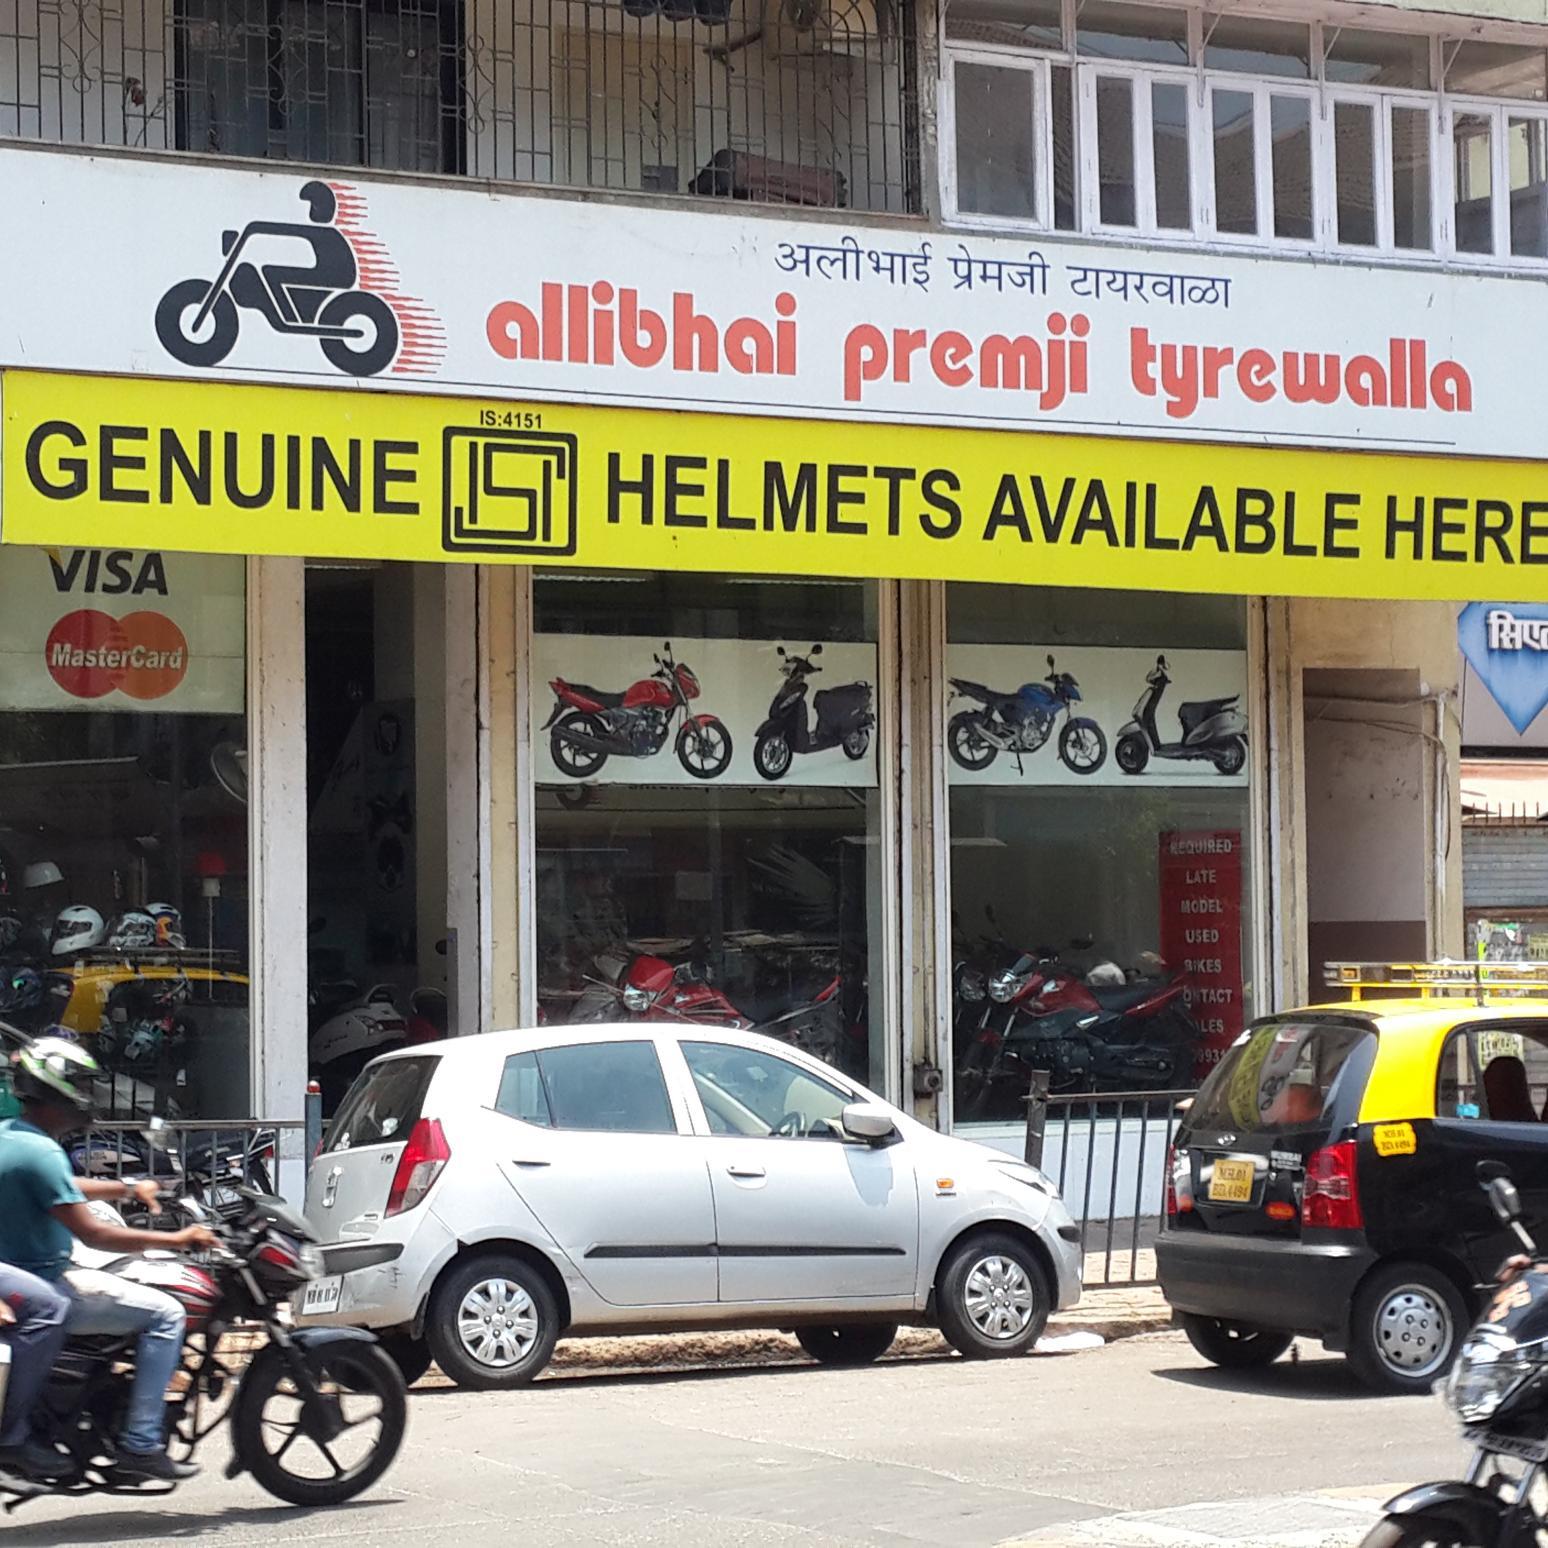 अलीभाई प्रेमजी टायरवाळा
allibhai premji tyrewalla
IS:4151
GENUINE ISI HELMETS AVAILABLE HERE
VISA
MasterCard
REQUIRED
LATE
MODEL
USED
BIKES